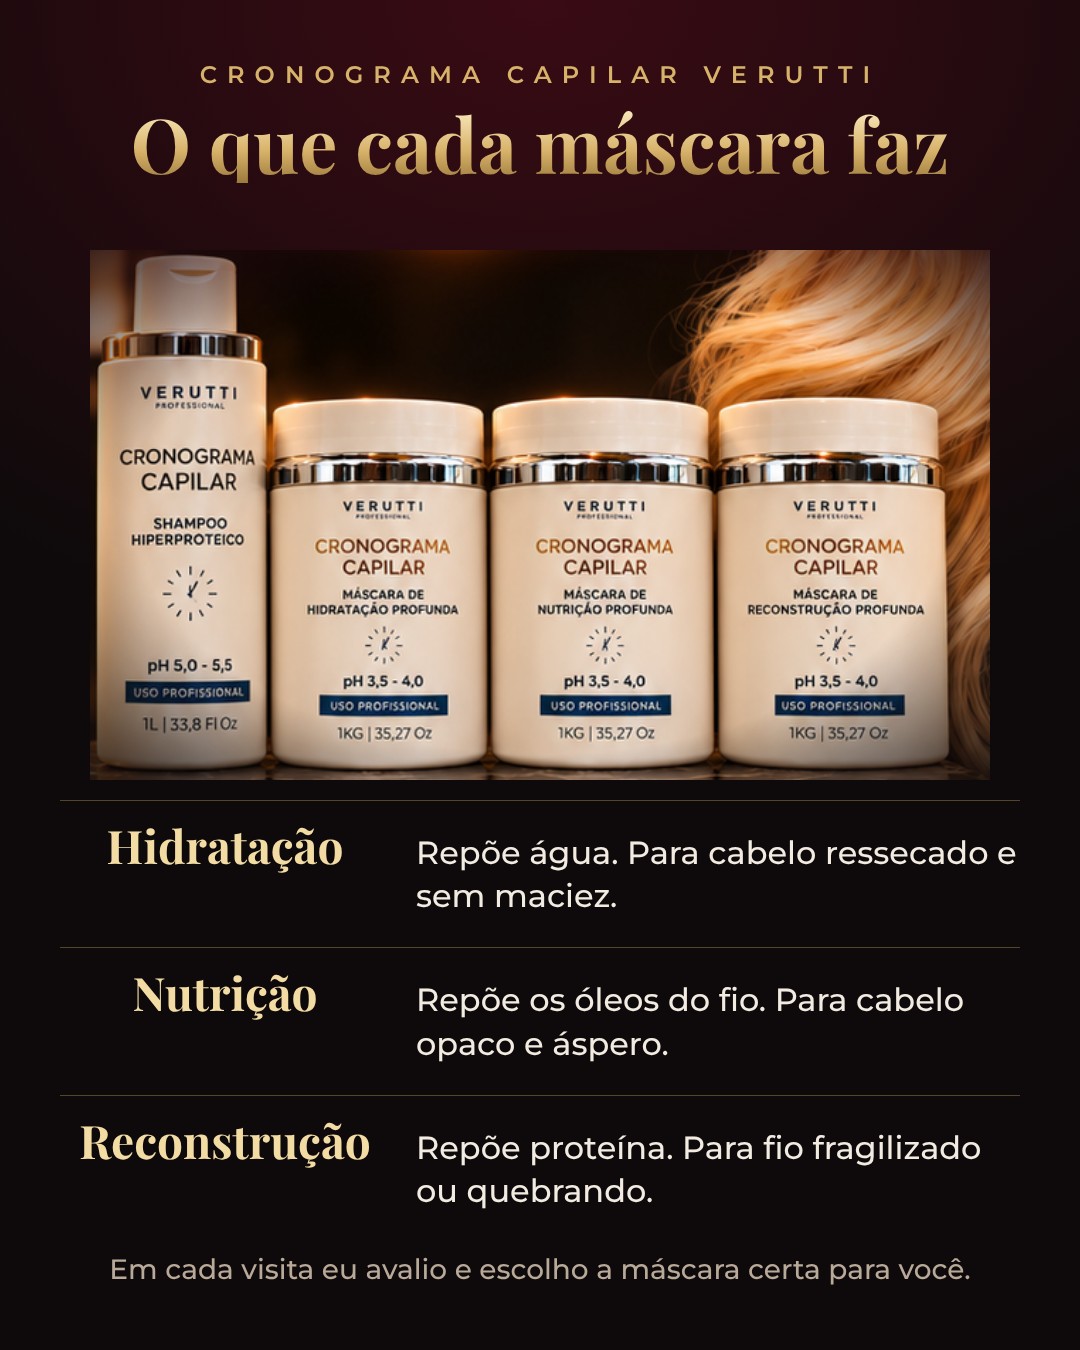 CRONOGRAMA CAPILAR VERUTTI
O que cada máscara faz
VERUTTI
PROFESSIONAL
CRONOGRAMA
CAPILAR
SHAMPOO
HIPERPROTEICO
pH 5,0 - 5,5
USO PROFISSIONAL
1L | 33,8 Fl Oz
VERUTTI
PROFESSIONAL
CRONOGRAMA
CAPILAR
MÁSCARA DE
HIDRATAÇÃO PROFUNDA
pH 3,5 - 4,0
USO PROFISSIONAL
1KG | 35,27 Oz
VERUTTI
PROFESSIONAL
CRONOGRAMA
CAPILAR
MÁSCARA DE
NUTRIÇÃO PROFUNDA
pH 3,5 - 4,0
USO PROFISSIONAL
1KG | 35,27 Oz
VERUTTI
PROFESSIONAL
CRONOGRAMA
CAPILAR
MÁSCARA DE
RECONSTRUÇÃO PROFUNDA
pH 3,5 - 4,0
USO PROFISSIONAL
1KG | 35,27 Oz
Hidratação
Repõe água. Para cabelo ressecado e
sem maciez.
Nutrição
Repõe os óleos do fio. Para cabelo
opaco e áspero.
Reconstrução
Repõe proteína. Para fio fragilizado
ou quebrando.
Em cada visita eu avalio e escolho a máscara certa para você.